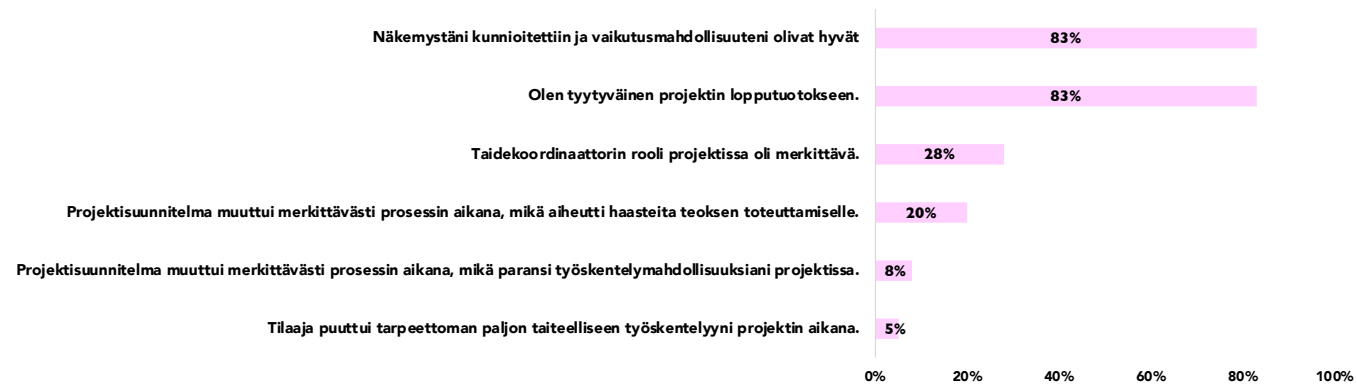 Näkemystäni kunnioitettiin ja vaikutusmahdollisuuteni olivat hyvät
83%
Olen tyytyväinen projektin lopputuotokseen.
83%
Taidekoordinaattorin rooli projektissa oli merkittävä.
28%
Projektisuunnitelma muuttui merkittävästi prosessin aikana, mikä aiheutti haasteita teoksen toteuttamiselle.
20%
Projektisuunnitelma muuttui merkittävästi prosessin aikana, mikä paransi työskentelymahdollisuuksiani projektissa.
8%
Tilaaja puuttui tarpeettoman paljon taiteelliseen työskentelyyni projektin aikana.
5%
0% 20% 40% 60% 80% 100%